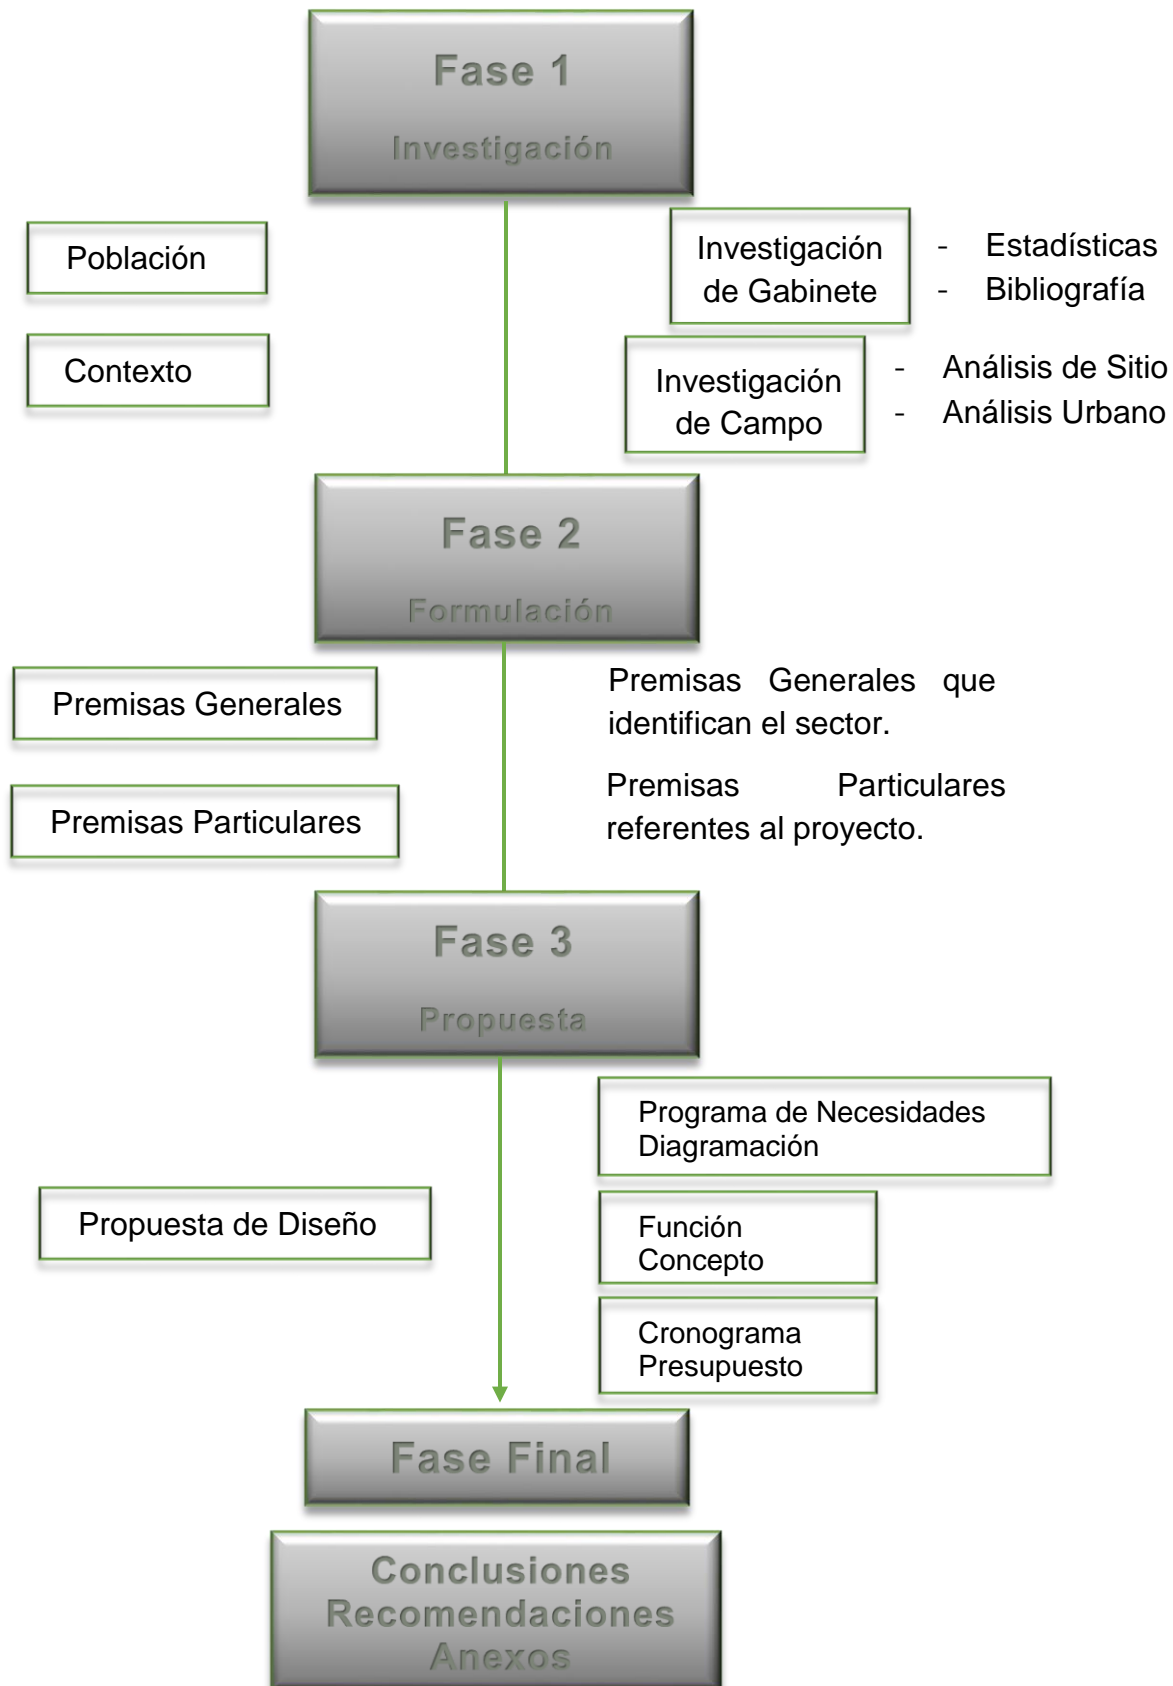 Fase 1
Investigación
Población
Contexto
Investigación
de Gabinete
- Estadísticas
- Bibliografía
Investigación
de Campo
- Análisis de Sitio
- Análisis Urbano
Fase 2
Formulación
Premisas Generales
Premisas Particulares
Premisas Generales que
identifican el sector.
Premisas Particulares
referentes al proyecto.
Fase 3
Propuesta
Propuesta de Diseño
Programa de Necesidades
Diagramación
Función
Concepto
Cronograma
Presupuesto
Fase Final
Conclusiones
Recomendaciones
Anexos